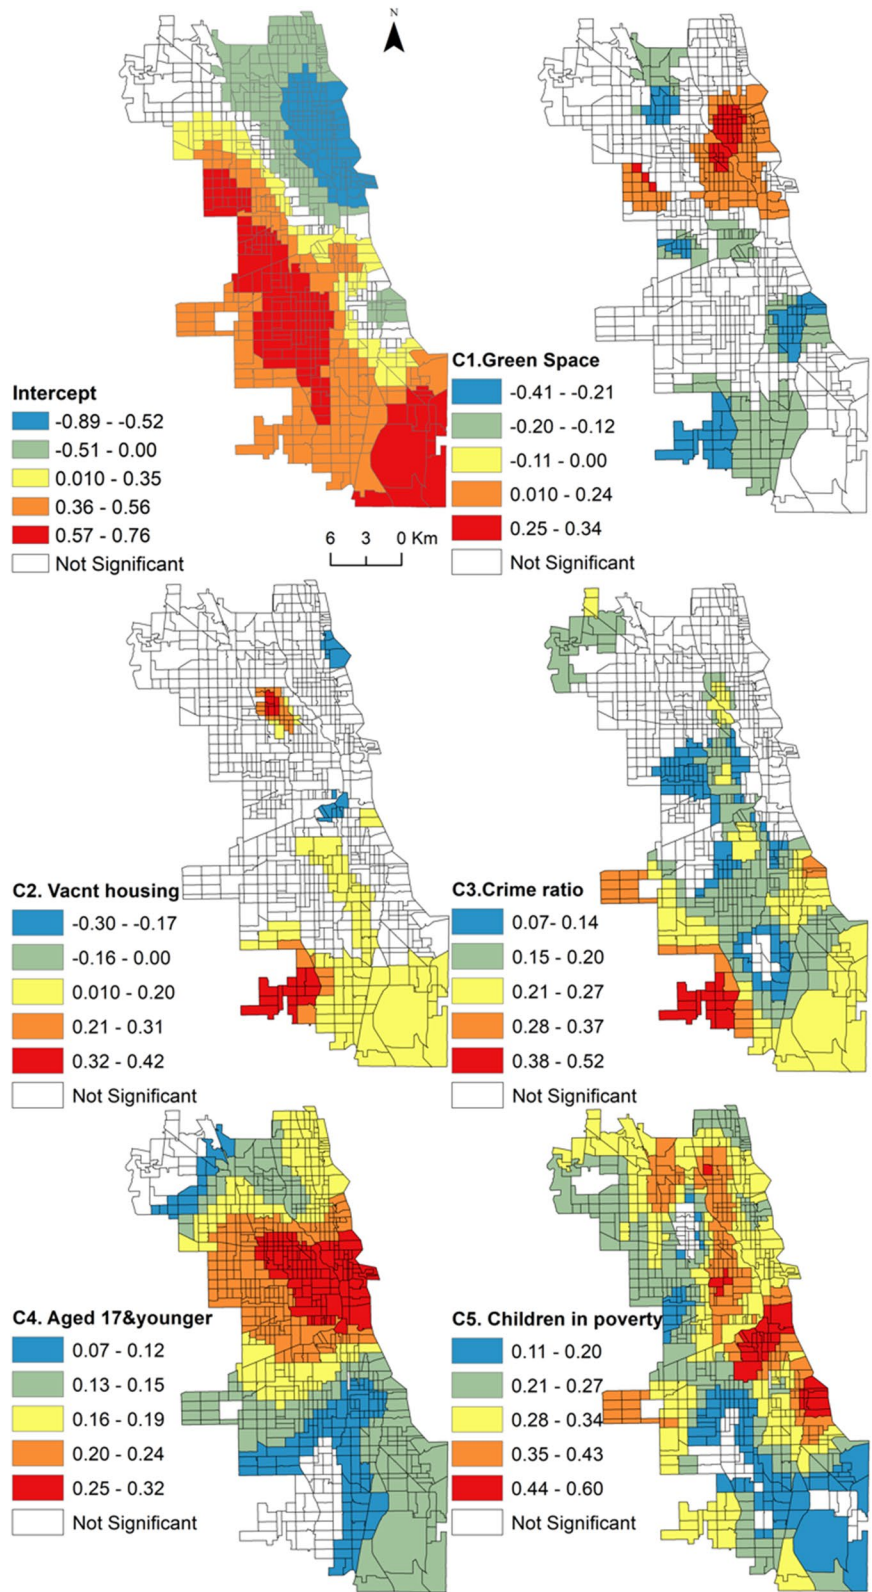 N
Intercept
-0.89 - -0.52
-0.51 - 0.00
0.010 - 0.35
0.36 - 0.56
0.57 - 0.76
Not Significant
6 3 0 Km
C1.Green Space
-0.41 - -0.21
-0.20 - -0.12
-0.11 - 0.00
0.010 - 0.24
0.25 - 0.34
Not Significant
C2. Vacnt housing
-0.30 - -0.17
-0.16 - 0.00
0.010 - 0.20
0.21 - 0.31
0.32 - 0.42
Not Significant
C3.Crime ratio
0.07- 0.14
0.15 - 0.20
0.21 - 0.27
0.28 - 0.37
0.38 - 0.52
Not Significant
C4. Aged 17&younger
0.07 - 0.12
0.13 - 0.15
0.16 - 0.19
0.20 - 0.24
0.25 - 0.32
Not Significant
C5. Children in poverty
0.11 - 0.20
0.21 - 0.27
0.28 - 0.34
0.35 - 0.43
0.44 - 0.60
Not Significant